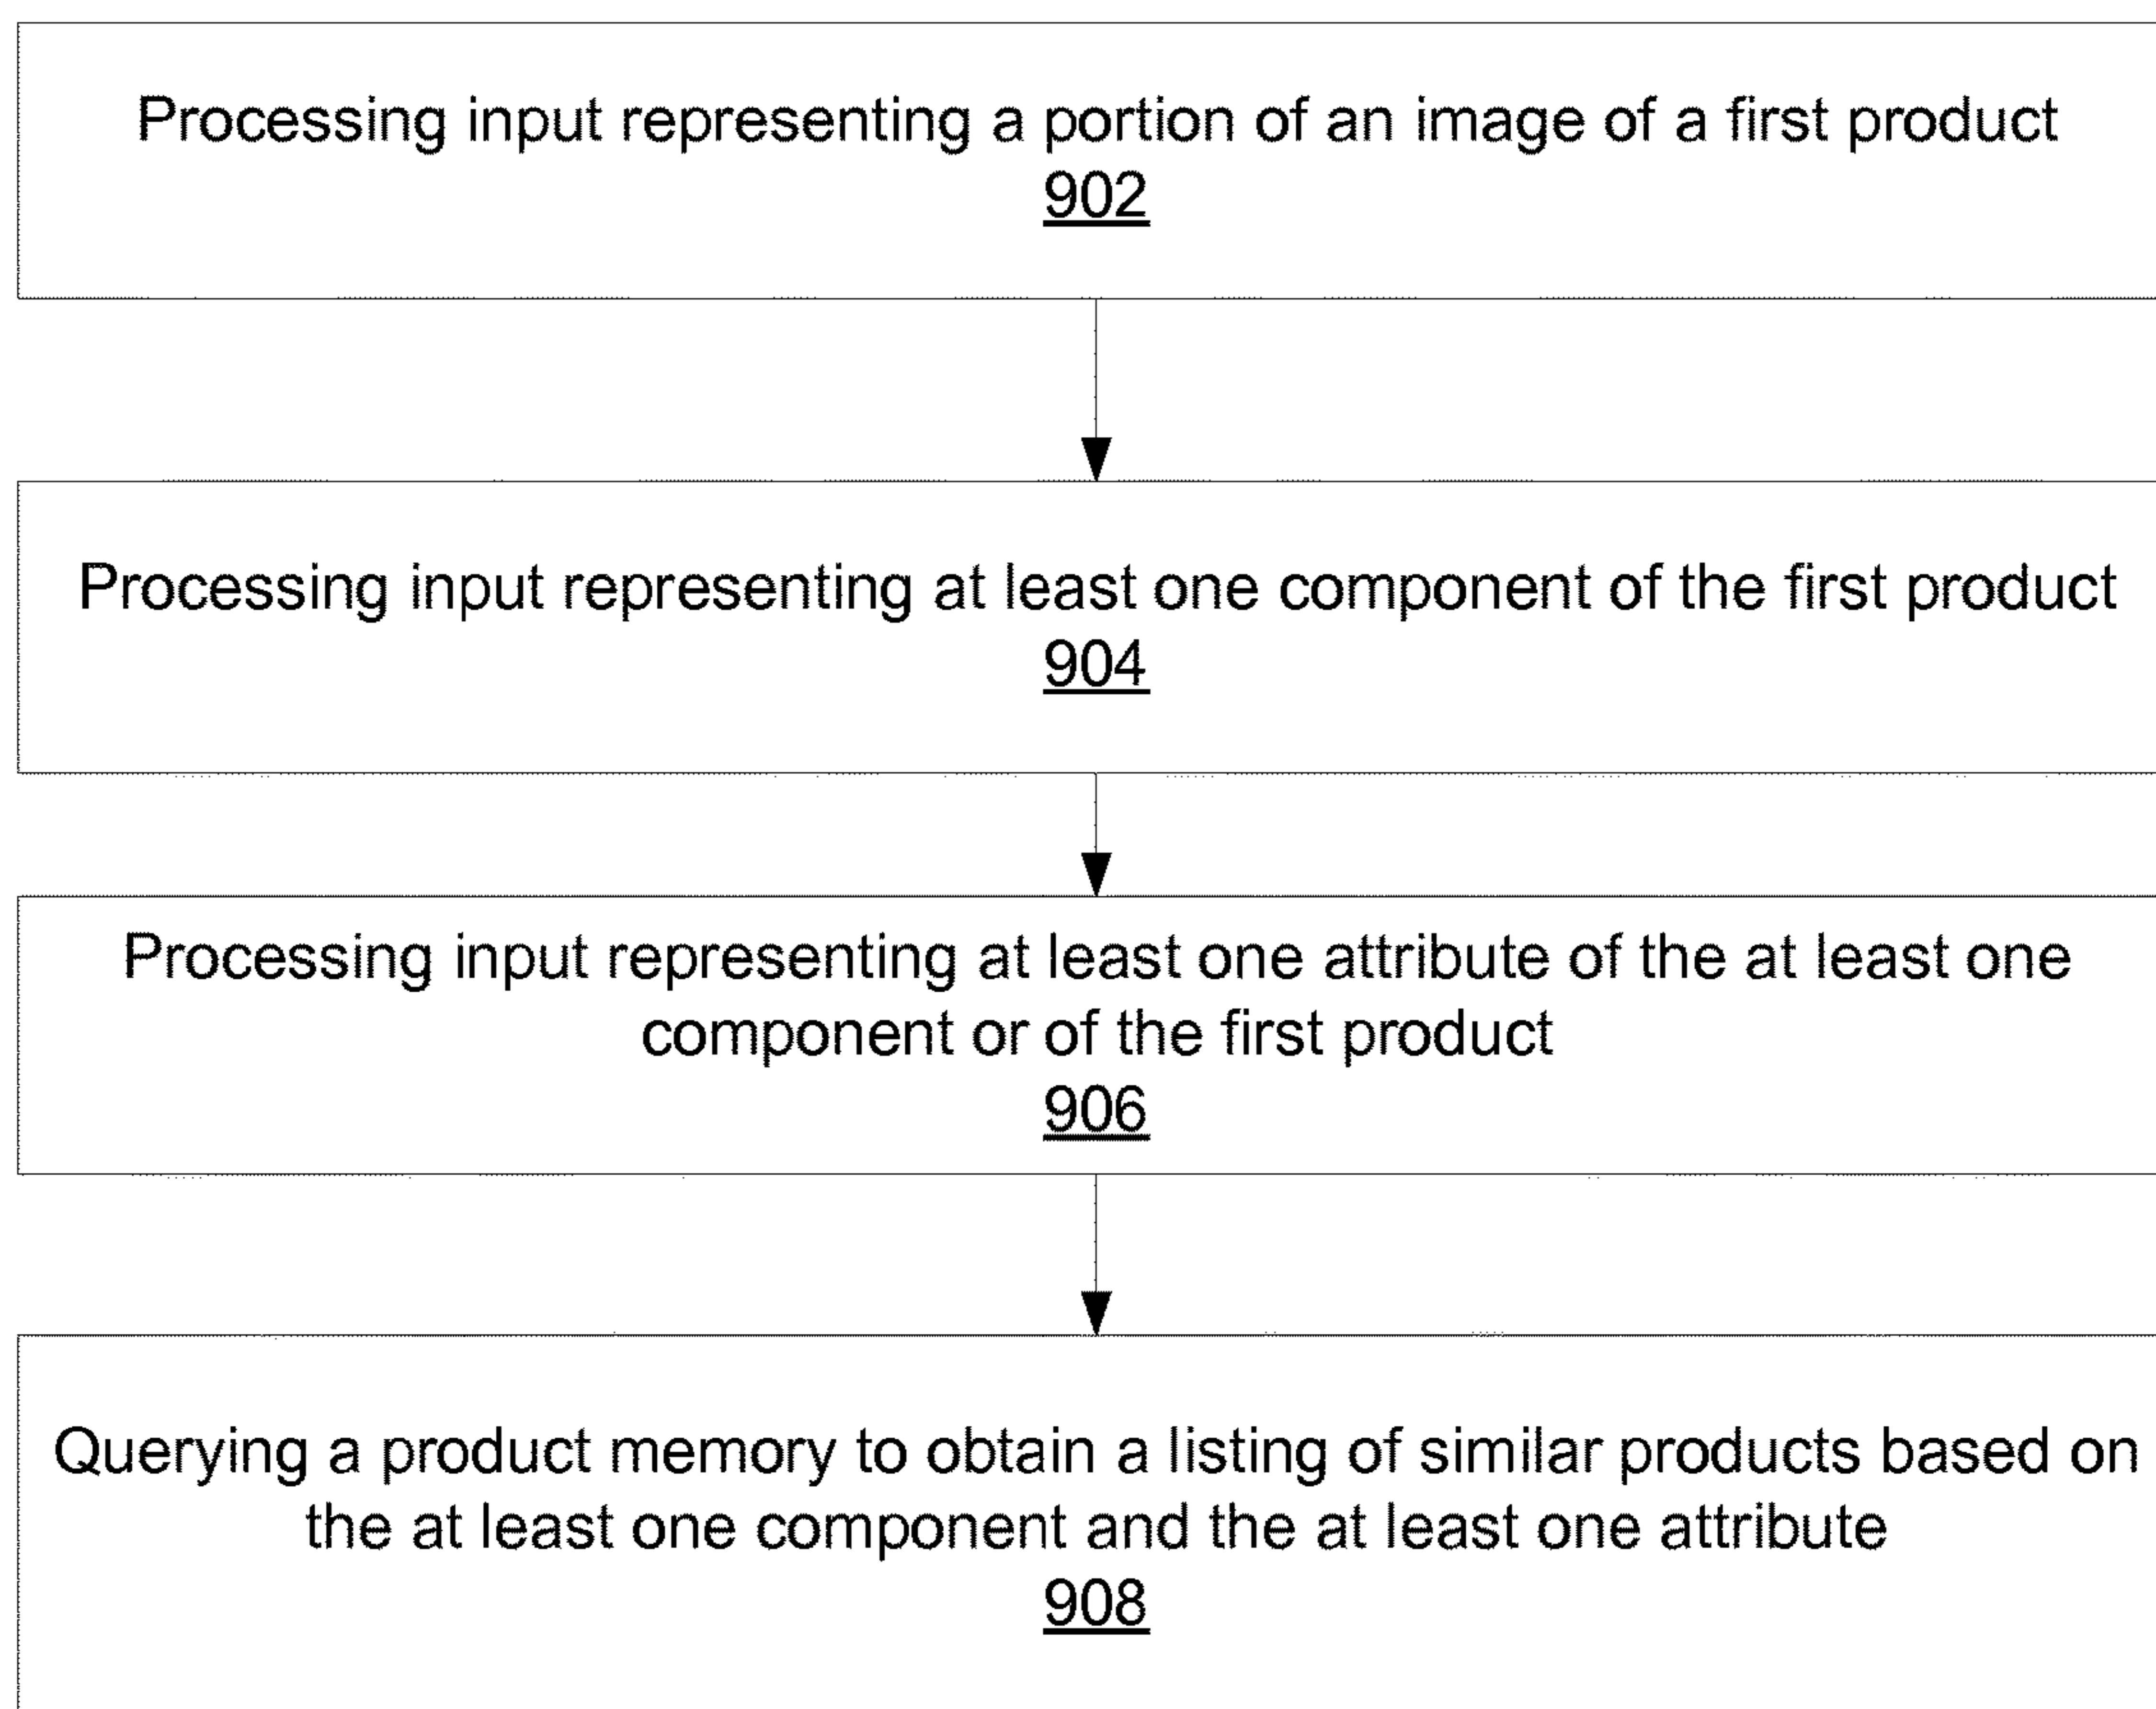 Processing input representing a portion of an image of a first product
902
Processing input representing at least one component of the first product
904
Processing input representing at least one attribute of the at least one
component or of the first product
906
Querying a product memory to obtain a listing of similar products based on
the at least one component and the at least one attribute
908